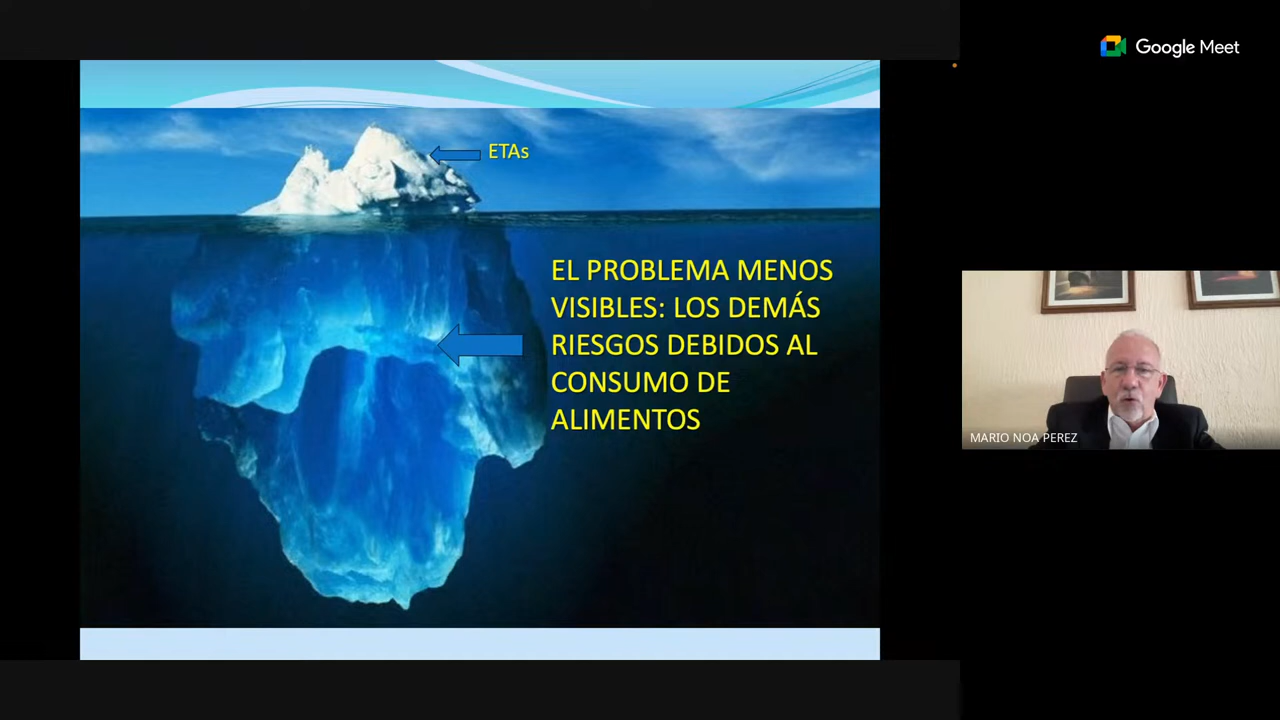 Google Meet
ETAs
EL PROBLEMA MENOS
VISIBLES: LOS DEMÁS
RIESGOS DEBIDOS AL
CONSUMO DE
ALIMENTOS
MARIO NOA PEREZ